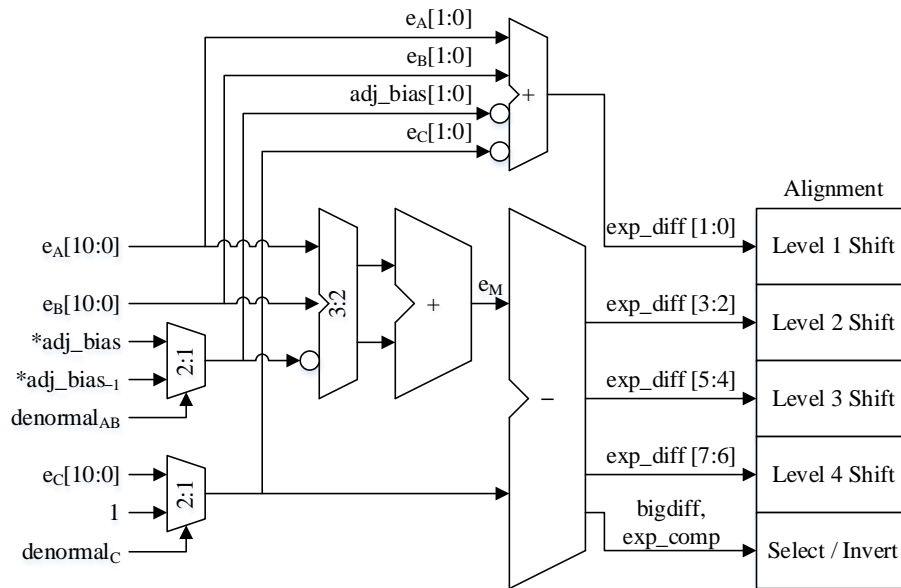 e_A[1:0]
e_B[1:0]
adj_bias[1:0]
+
e_C[1:0]
Alignment
e_A[10:0]
exp_diff [1:0]
Level 1 Shift
e_B[10:0]
3:2
+
e_M
exp_diff [3:2]
Level 2 Shift
*adj_bias
2:1
*adj_bias_–1
–
exp_diff [5:4]
Level 3 Shift
denormal_AB
e_C[10:0]
2:1
exp_diff [7:6]
Level 4 Shift
1
bigdiff,
exp_comp
denormal_C
Select / Invert